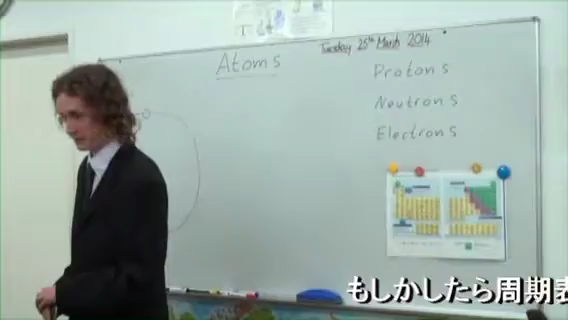 Tuesday 25th March 2014
Atoms
Protons
Neutrons
Electrons
もしかしたら周期表